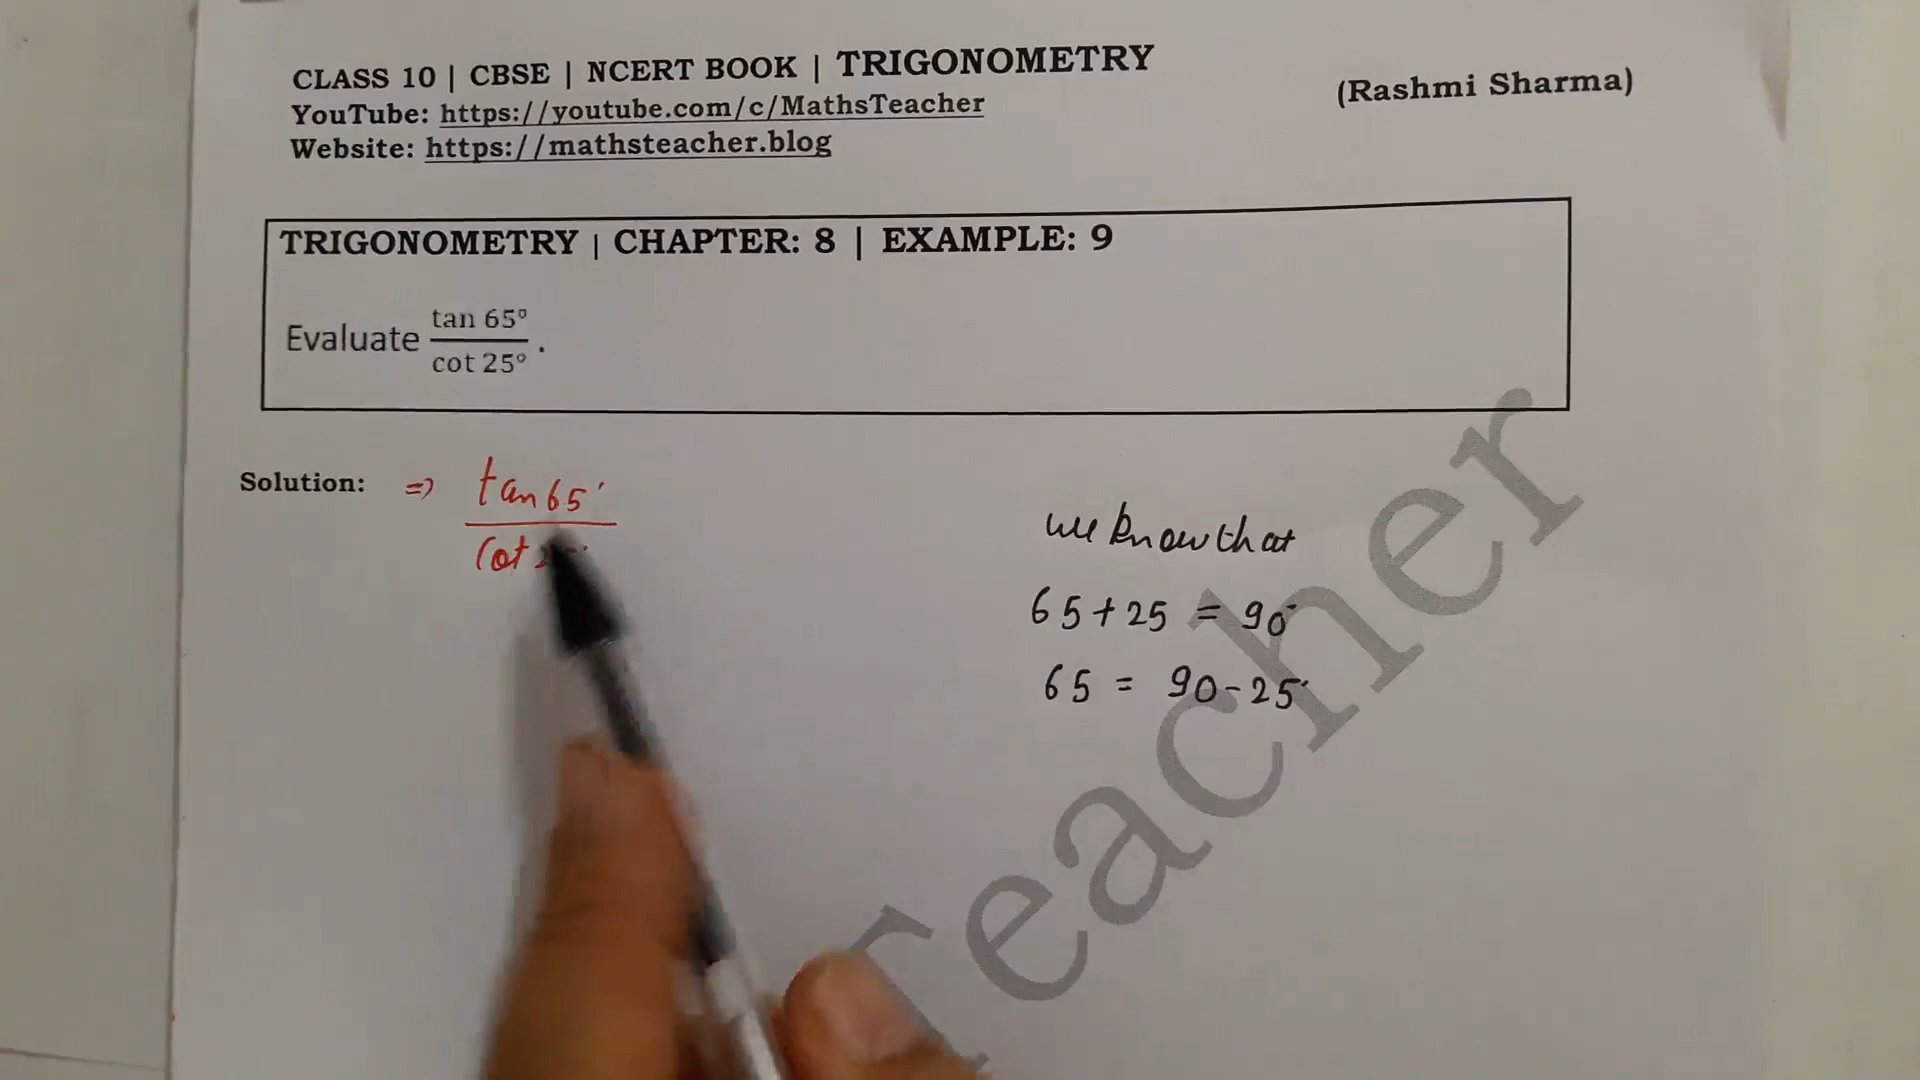 CLASS 10 | CBSE | NCERT BOOK | TRIGONOMETRY
(Rashmi Sharma)
YouTube: https://youtube.com/c/MathsTeacher
Website: https://mathsteacher.blog
TRIGONOMETRY | CHAPTER: 8 | EXAMPLE: 9
Evaluate tan 65° / cot 25° .
Solution: => tan 65°
Cot
we know that
65+25 = 90°
65 = 90-25°
Teacher